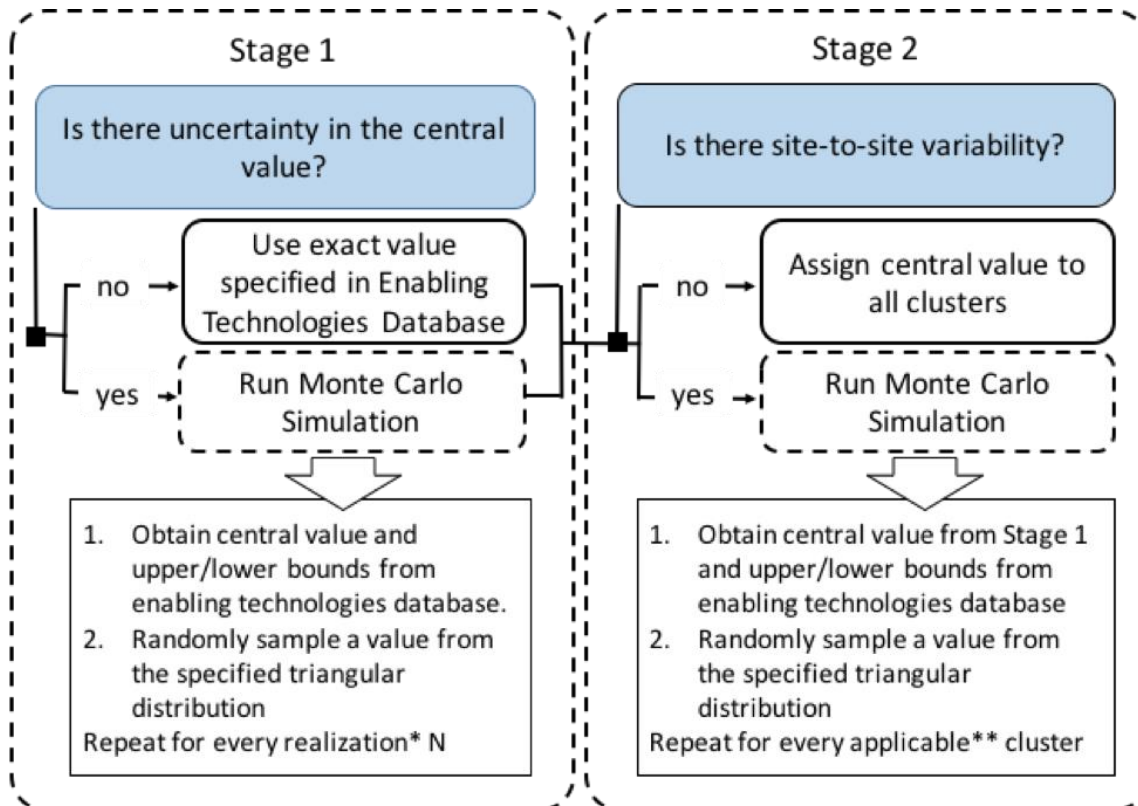 Stage 1
Is there uncertainty in the central
value?
no
Use exact value
specified in Enabling
Technologies Database
yes
Run Monte Carlo
Simulation
1. Obtain central value and
upper/lower bounds from
enabling technologies database.
2. Randomly sample a value from
the specified triangular
distribution
Repeat for every realization* N
Stage 2
Is there site-to-site variability?
no
Assign central value to
all clusters
yes
Run Monte Carlo
Simulation
1. Obtain central value from Stage 1
and upper/lower bounds from
enabling technologies database
2. Randomly sample a value from
the specified triangular
distribution
Repeat for every applicable** cluster